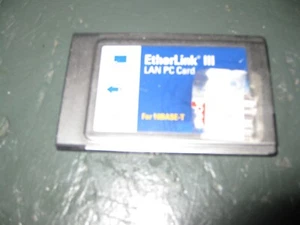 EtherLink III
LAN PC Card
For 10BASE-T